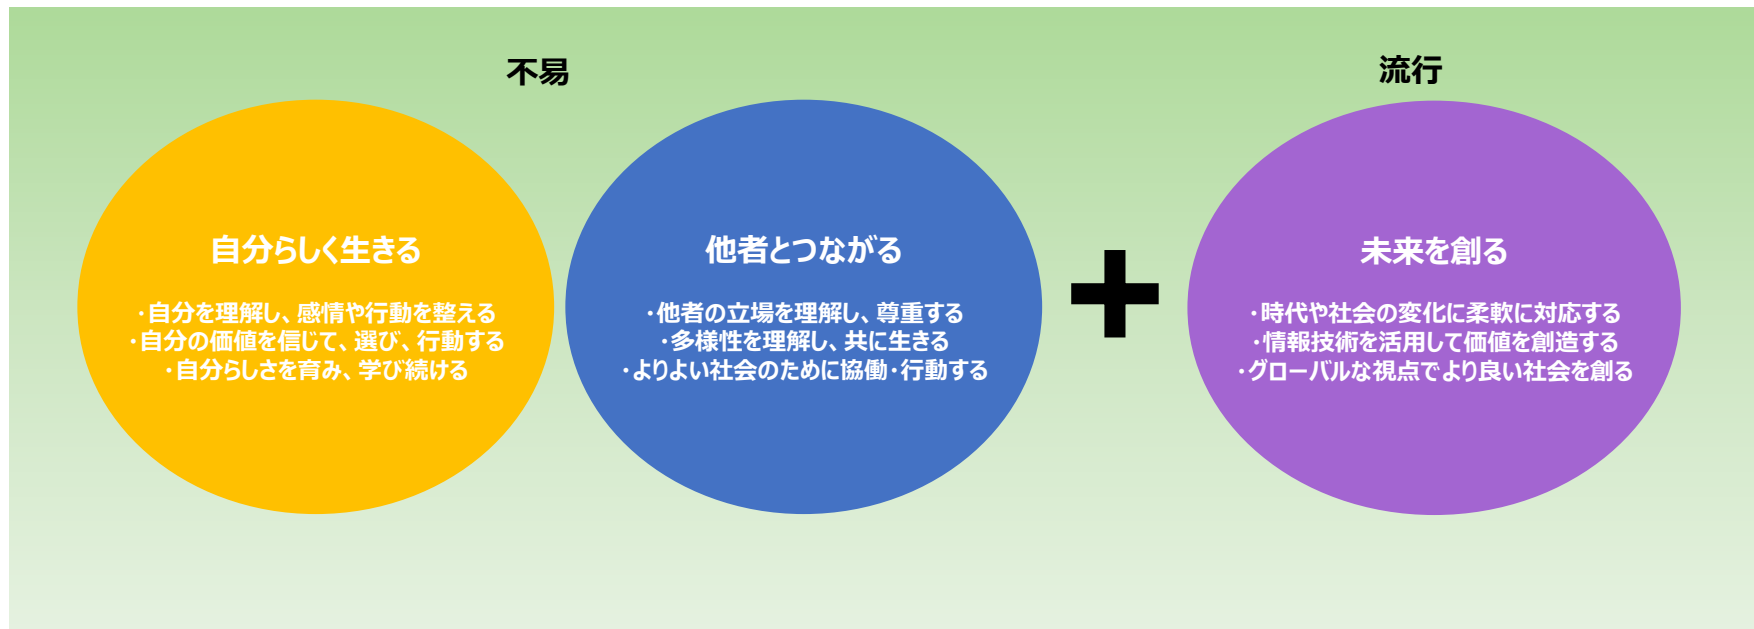 不易
流行
自分らしく生きる
・自分を理解し、感情や行動を整える
・自分の価値を信じて、選び、行動する
・自分らしさを育み、学び続ける
他者とつながる
・他者の立場を理解し、尊重する
・多様性を理解し、共に生きる
・よりよい社会のために協働・行動する
+
未来を創る
・時代や社会の変化に柔軟に対応する
・情報技術を活用して価値を創造する
・グローバルな視点でより良い社会を創る